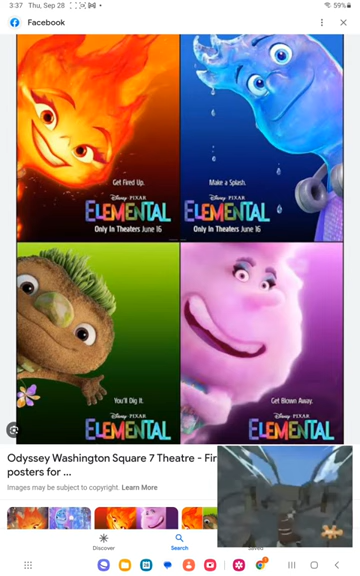 3:37 Thu, Sep 28
59%
Facebook
Get Fired Up.
Disney PIXAR
ELEMENTAL
Only In Theaters June 16
Make a Splash.
Disney PIXAR
ELEMENTAL
Only In Theaters June 16
You'll Dig It.
Disney PIXAR
ELEMENTAL
Get Blown Away.
Disney PIXAR
ELEMENTAL
Odyssey Washington Square 7 Theatre - Fir
posters for ...
Images may be subject to copyright. Learn More
Discover
Search
Saved